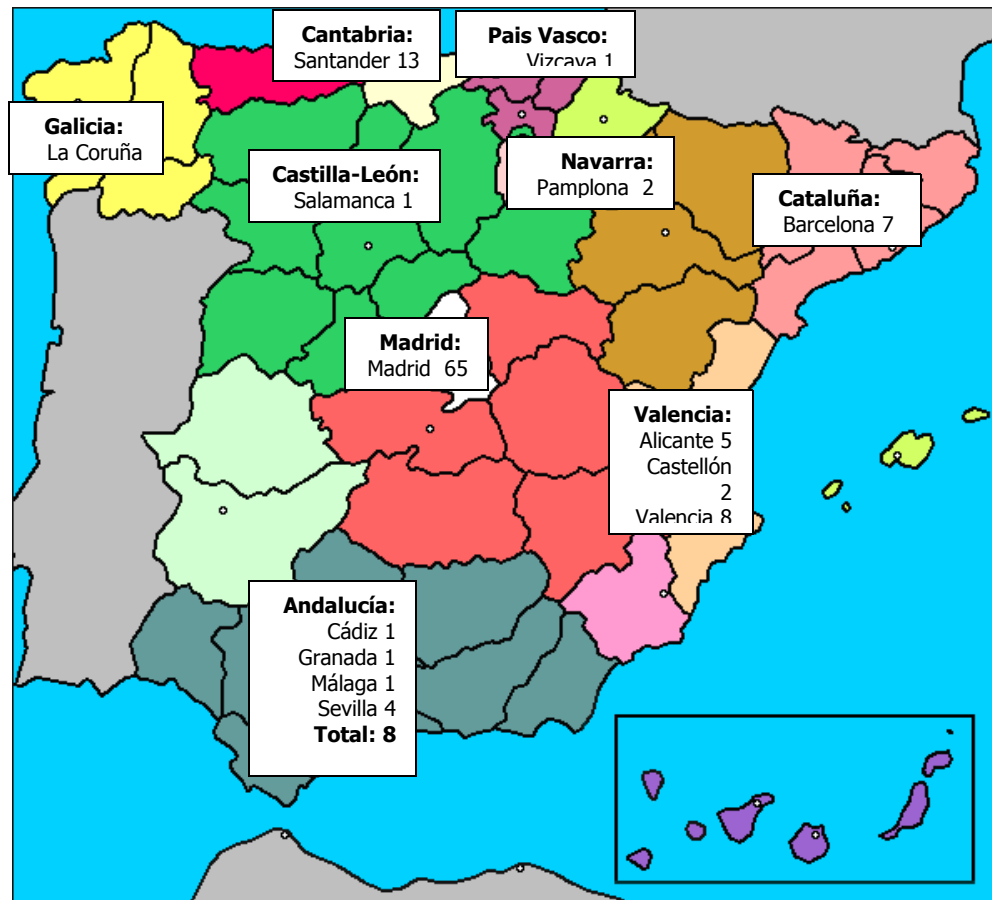 Cantabria:
Santander 13
Pais Vasco:
Vizcaya 1
Galicia:
La Coruña
Castilla-León:
Salamanca 1
Navarra:
Pamplona 2
Cataluña:
Barcelona 7
Madrid:
Madrid 65
Valencia:
Alicante 5
Castellón
2
Valencia 8
Andalucía:
Cádiz 1
Granada 1
Málaga 1
Sevilla 4
Total: 8